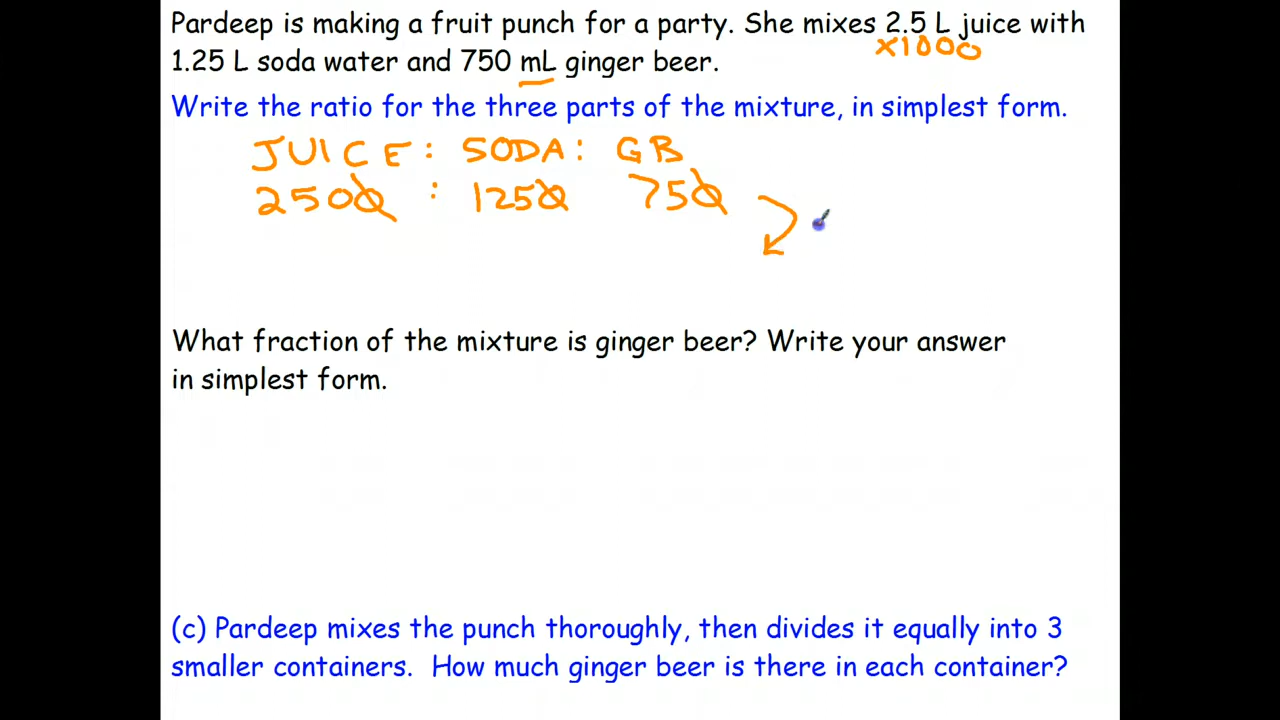 Pardeep is making a fruit punch for a party. She mixes 2.5 L juice with
x1000
1.25 L soda water and 750 mL ginger beer.
Write the ratio for the three parts of the mixture, in simplest form.
JUICE : SODA : GB
2500 : 1250 750
What fraction of the mixture is ginger beer? Write your answer
in simplest form.
(c) Pardeep mixes the punch thoroughly, then divides it equally into 3
smaller containers. How much ginger beer is there in each container?